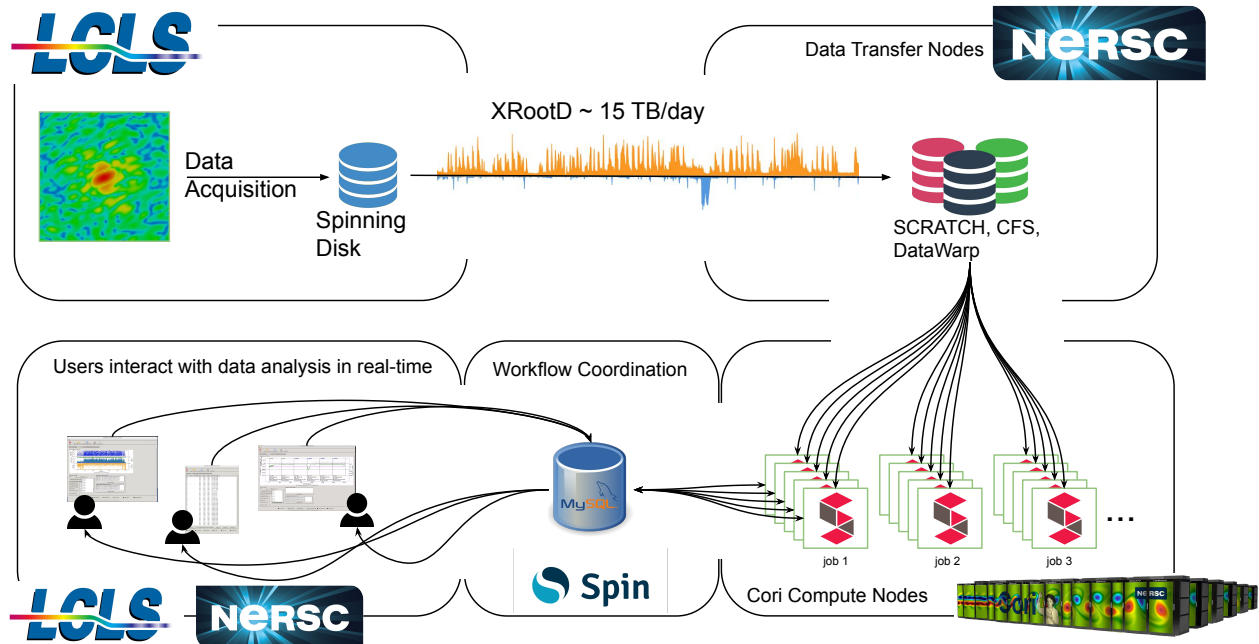 LCLS
Data Transfer Nodes
NERSC
XRootD ~ 15 TB/day
Data
Acquisition
Spinning
Disk
SCRATCH, CFS,
DataWarp
Users interact with data analysis in real-time
Workflow Coordination
MySQL
job 1
job 2
job 3
...
LCLS
NERSC
Spin
Cori Compute Nodes
Cori
NERSC